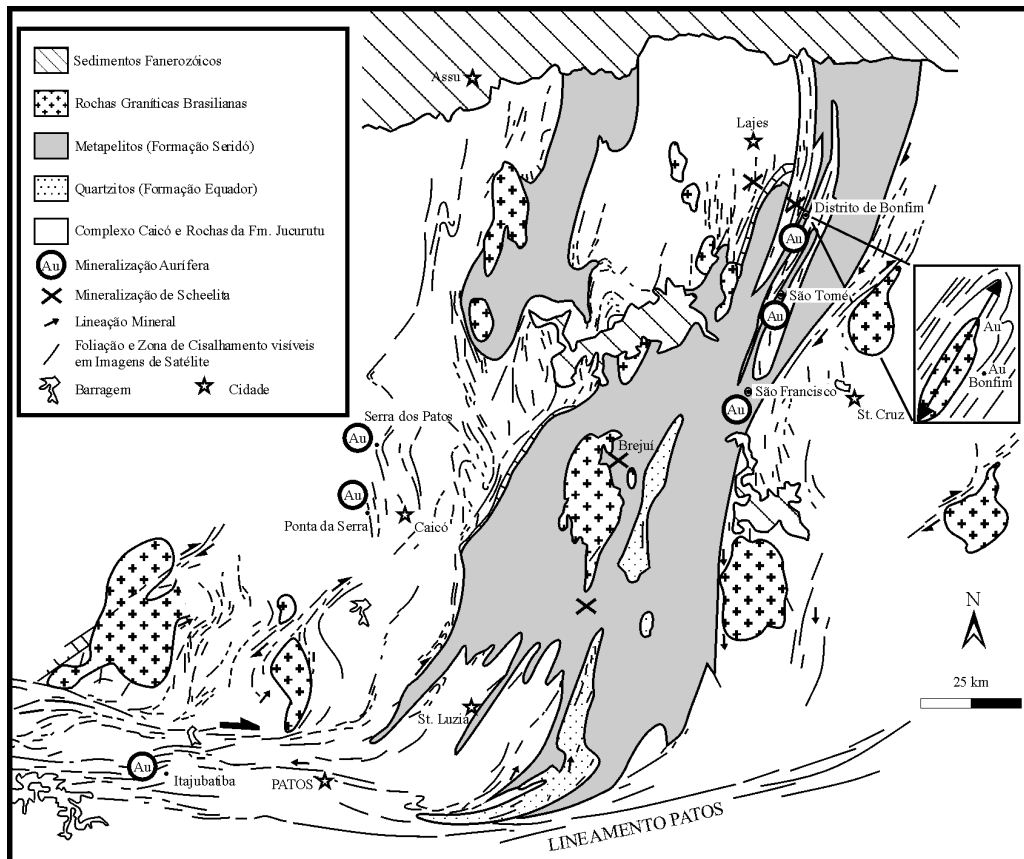 Sedimentos Fanerozóicos
Rochas Graníticas Brasilianas
Metapelitos (Formação Seridó)
Quartzitos (Formação Equador)
Complexo Caicó e Rochas da Fm. Jucurutu
Au
Mineralização Aurífera
Mineralização de Scheelita
Lineação Mineral
Foliação e Zona de Cisalhamento visíveis
em Imagens de Satélite
Barragem
Cidade
Assu
Lajes
Distrito de Bonfim
Au
São Tomé
Au
São Francisco
Au
St. Cruz
Au
Au
Bonfim
Serra dos Patos
Au
Brejuí
Au
Ponta da Serra
Caicó
N
25 km
St. Luzia
Au
Itajubatiba
PATOS
LINEAMENTO PATOS